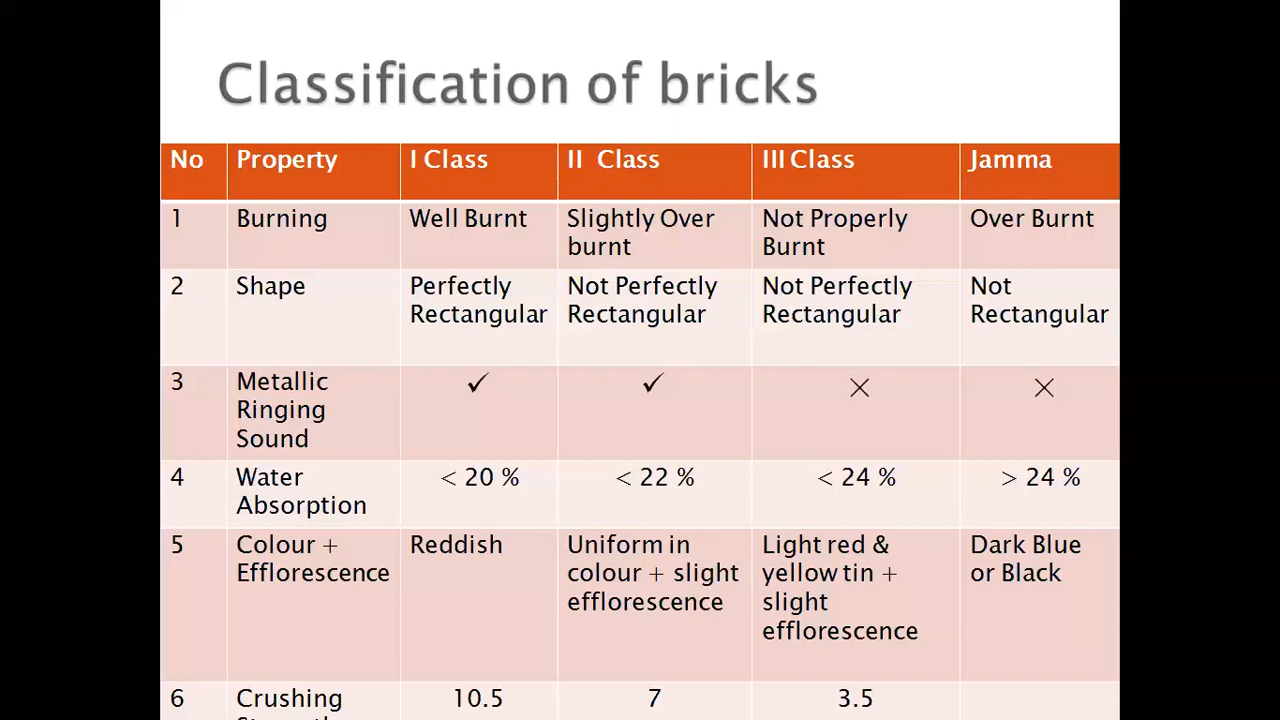 Classification of bricks
No Property I Class II Class III Class Jamma
1 Burning Well Burnt Slightly Over burnt Not Properly Burnt Over Burnt
2 Shape Perfectly Rectangular Not Perfectly Rectangular Not Perfectly Rectangular Not Rectangular
3 Metallic Ringing Sound ✓ ✓ × ×
4 Water Absorption < 20 % < 22 % < 24 % > 24 %
5 Colour + Efflorescence Reddish Uniform in colour + slight efflorescence Light red & yellow tin + slight efflorescence Dark Blue or Black
6 Crushing 10.5 7 3.5